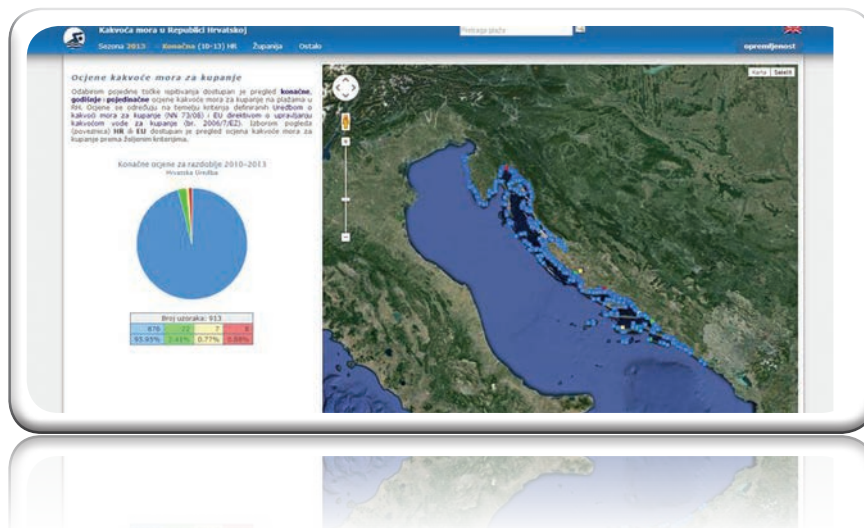 Kakvoća mora u Republici Hrvatskoj
Pretraga plaža
Sezona 2013 Konačne (10-13) HR Županija Ostalo
opremljenost
Ocjene kakvoće mora za kupanje
Odabirom pojedine točke ispitivanja dostupan je pregled konačne,
godišnje i pojedinačne ocjene kakvoće mora za kupanje na plažama u
RH. Ocjene se određuju na temelju kriterija definiranih Uredbom o
kakvoći mora za kupanje (NN 73/08) i EU direktivom o upravljanju
kakvoćom vode za kupanje (br. 2006/7/EZ). Izborom pogleda
(poveznica) HR ili EU dostupan je pregled ocjena kakvoće mora za
kupanje prema željenim kriterijima.
Konačne ocjene za razdoblje 2010-2013
Hrvatska Uredba
Broj uzoraka: 913
876 22 7 8
95.95% 2.41% 0.77% 0.88%
Karta Satelit